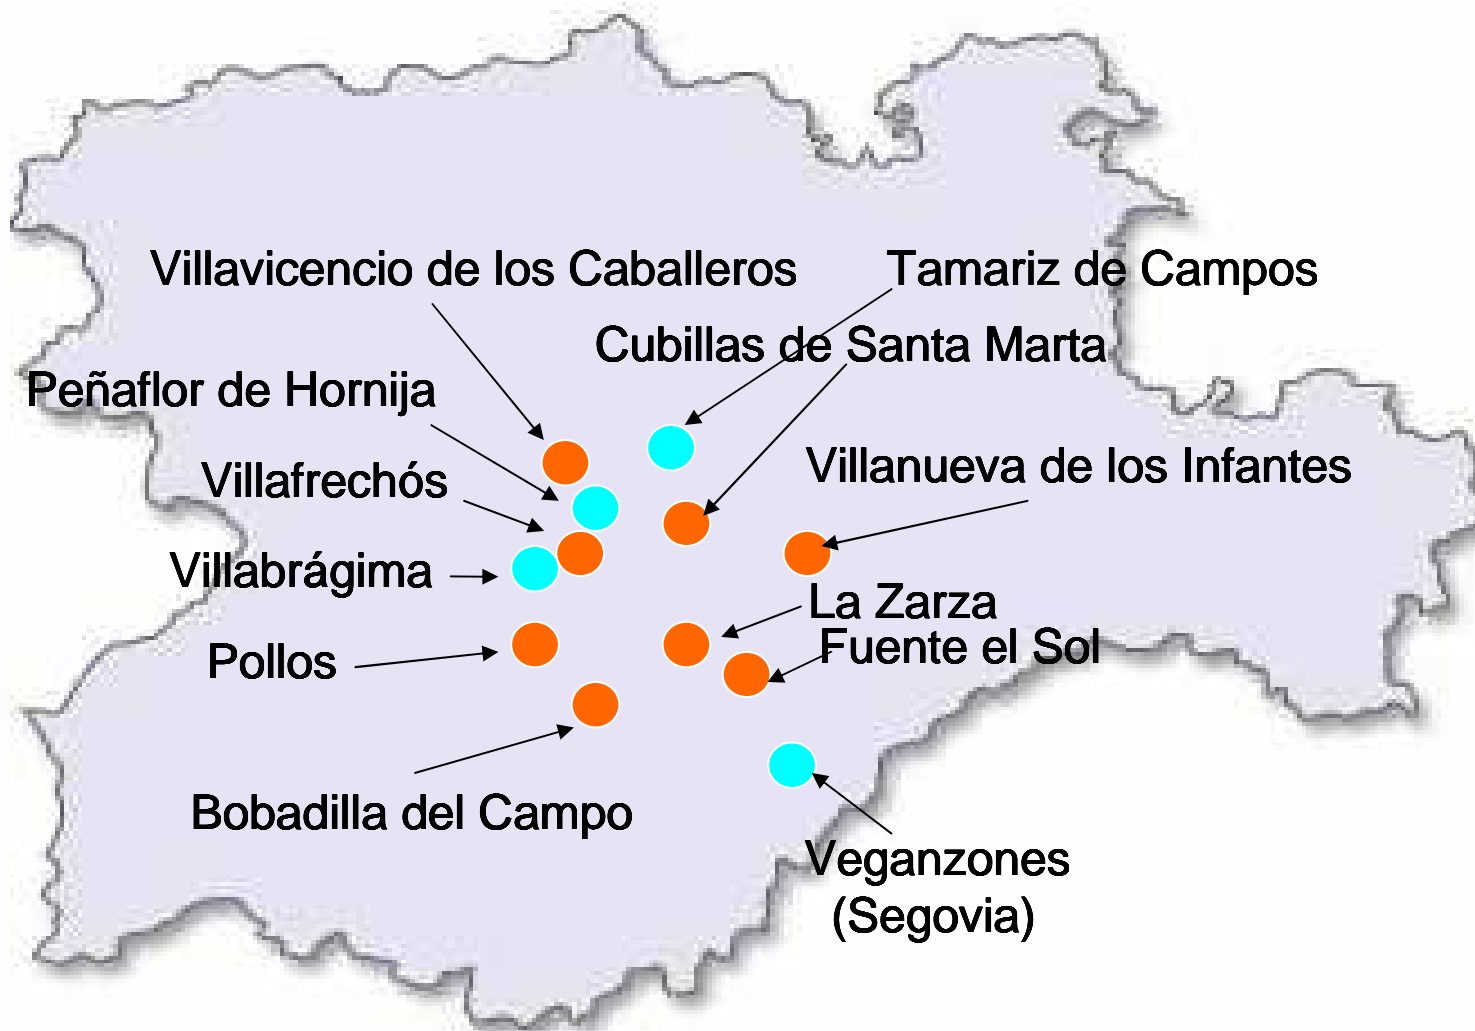 Villavicencio de los Caballeros
Tamariz de Campos
Cubillas de Santa Marta
Peñaflor de Hornija
Villafrechós
Villanueva de los Infantes
Villabrágima
La Zarza
Fuente el Sol
Pollos
Bobadilla del Campo
Veganzones
(Segovia)